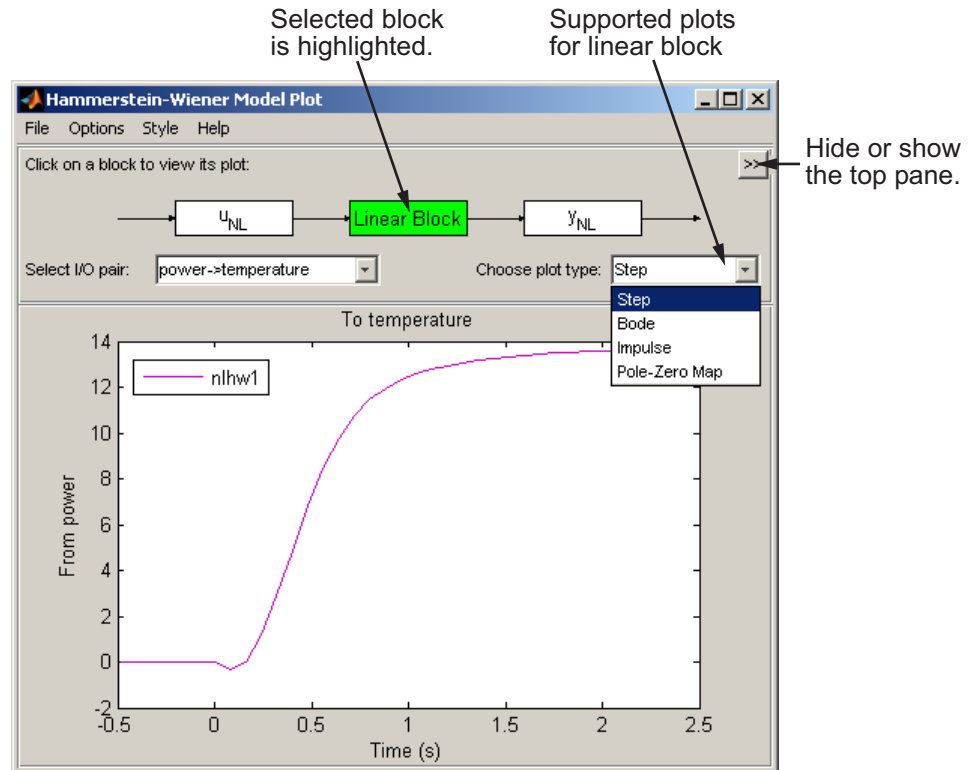 Selected block
is highlighted.
Supported plots
for linear block
Hammerstein-Wiener Model Plot
File Options Style Help
Click on a block to view its plot:
>>
Hide or show
the top pane.
uNL
Linear Block
yNL
Select I/O pair:
power->temperature
Choose plot type:
Step
Step
Bode
Impulse
Pole-Zero Map
To temperature
nlhw1
From power
14
12
10
8
6
4
2
0
-2
-0.5 0 0.5 1 1.5 2 2.5
Time (s)